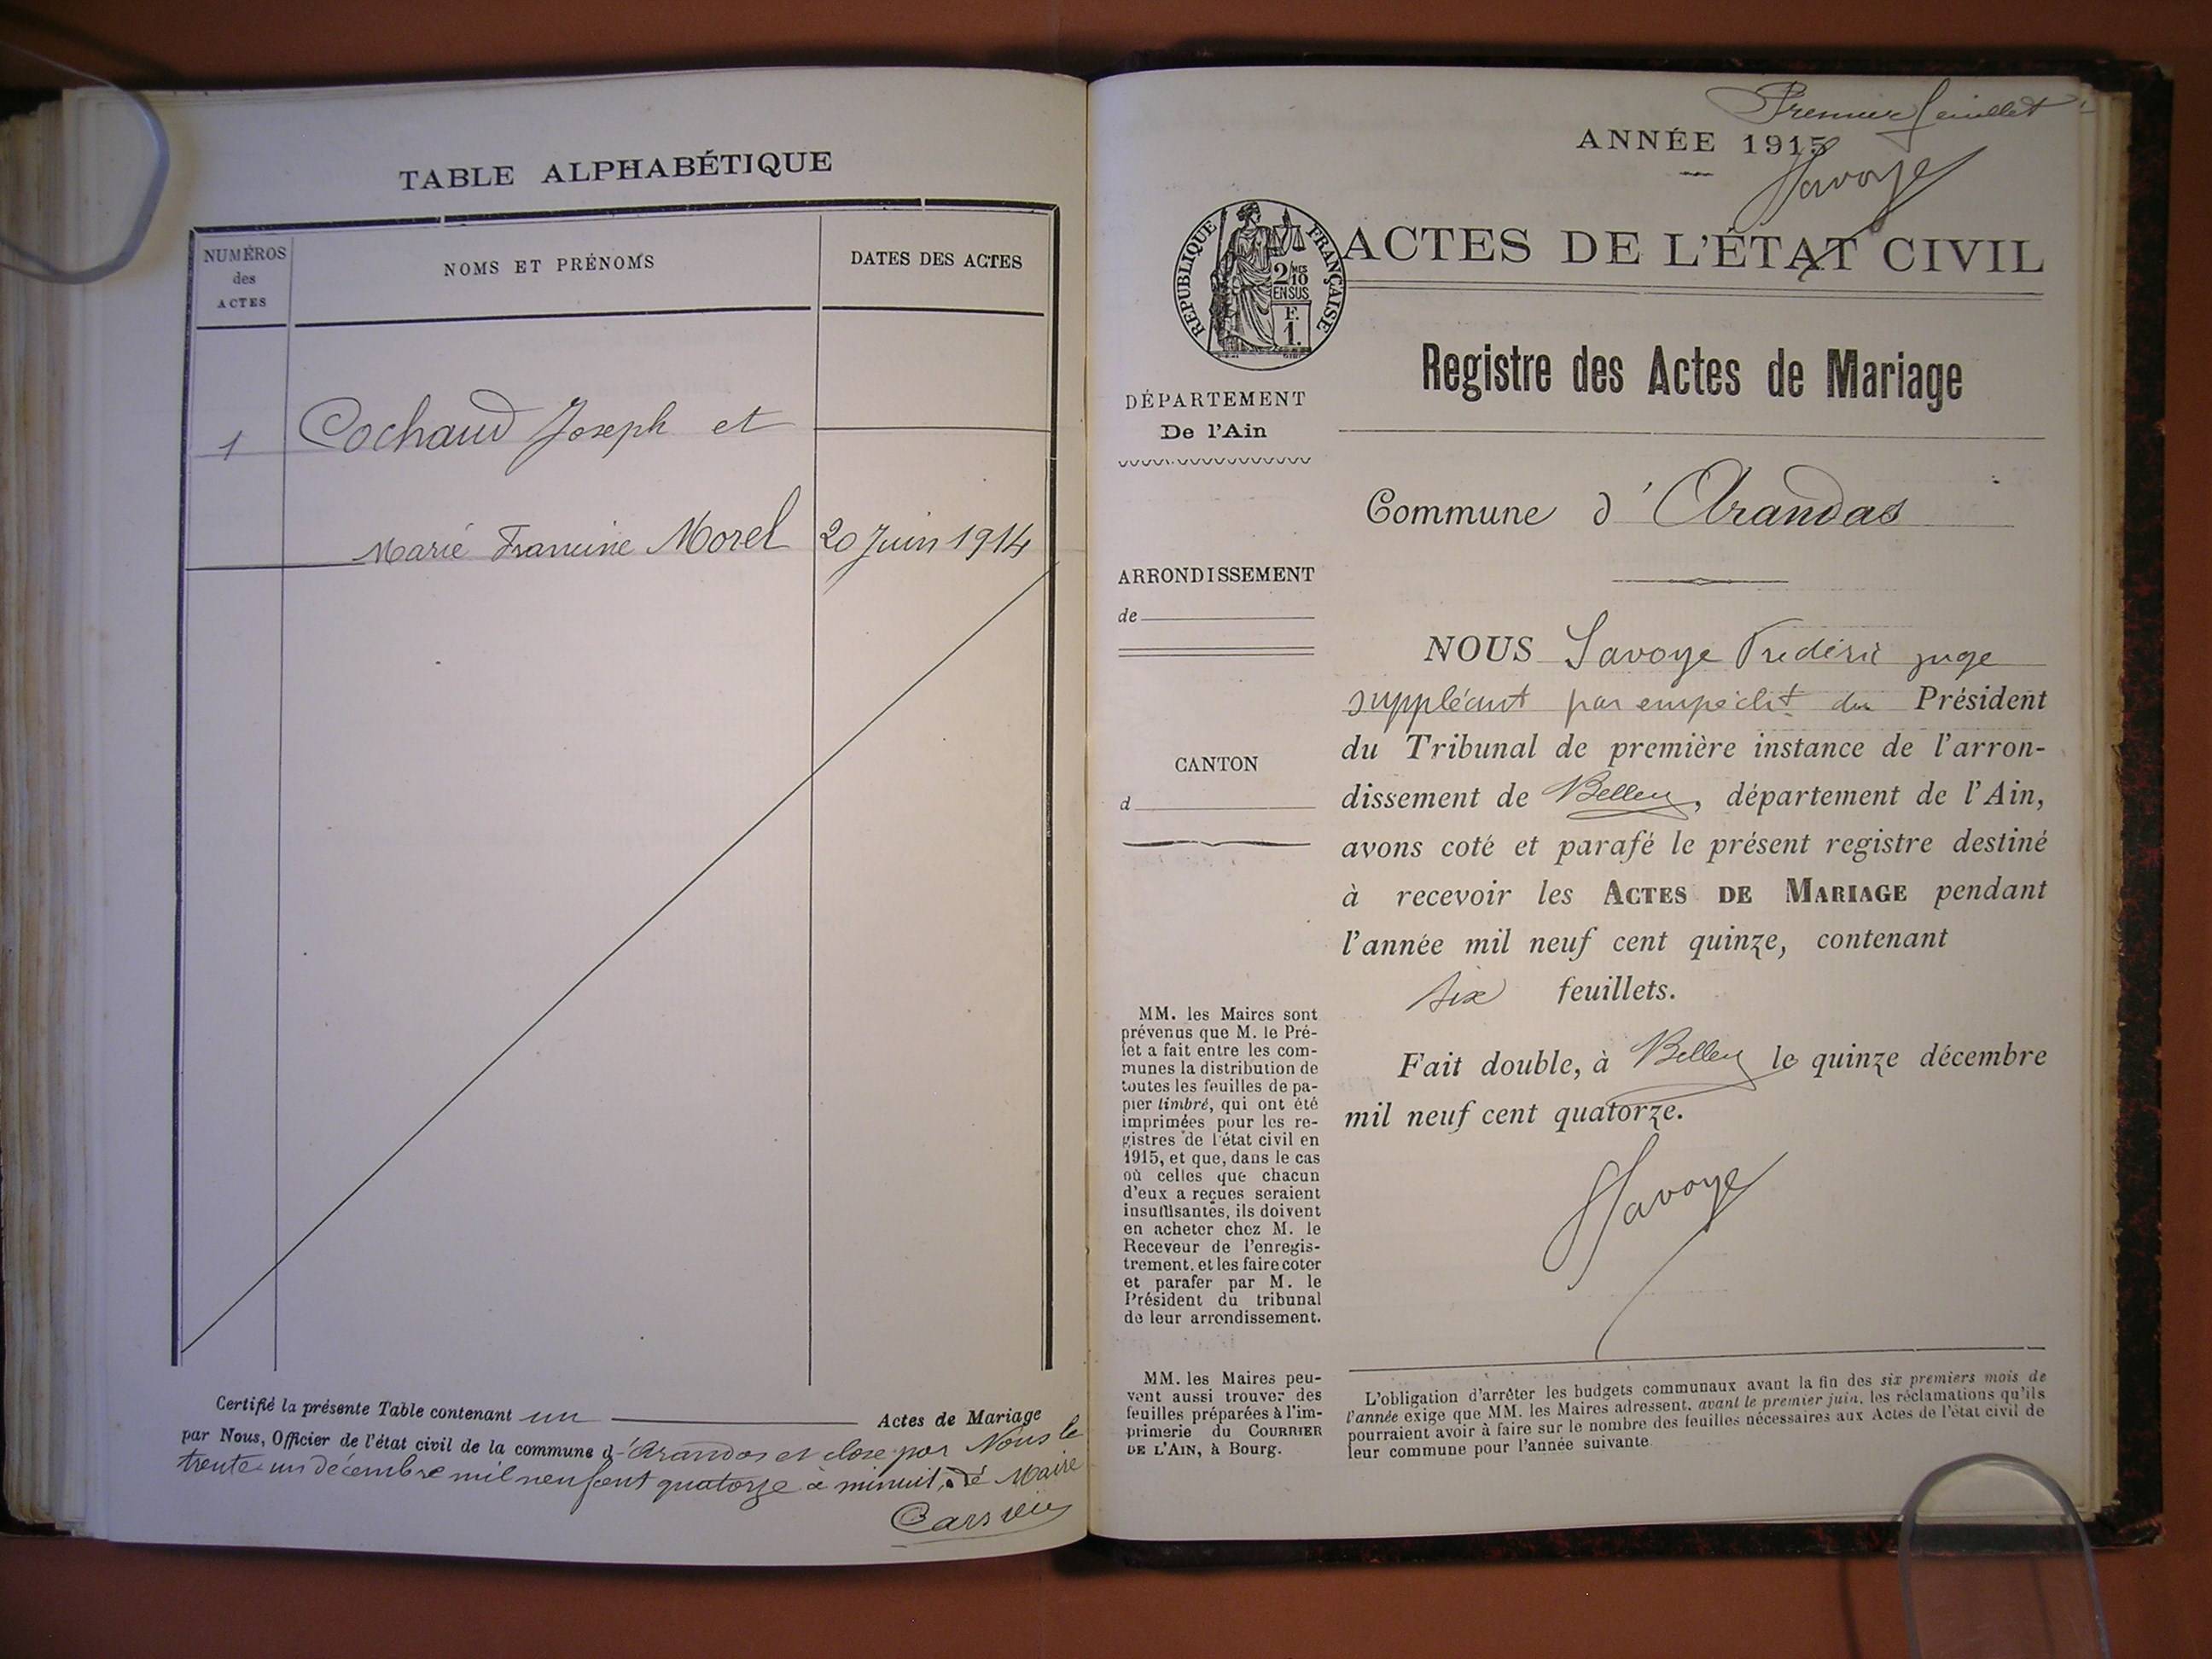 TABLE ALPHABÉTIQUE
NUMÉROS
des
ACTES
NOMS ET PRÉNOMS
DATES DES ACTES
1
Cochaud Joseph et
Marie Francine Morel
20 Juin 1914
Certifié la présente Table contenant un Actes de Mariage
par Nous, Officier de l'état civil de la commune d'Arandas et close par Nous le
trente-un décembre mil neuf cent quatorze à minuit, Le Maire
Premier feuillet
ANNÉE 1915
Savoye
RÉPUBLIQUE FRANÇAISE
2/10 MES
EN SUS
F.
1.
ACTES DE L'ÉTAT CIVIL
Registre des Actes de Mariage
DÉPARTEMENT
De l'Ain
Commune d'Arandas
ARRONDISSEMENT
de
CANTON
d
NOUS Savoye Frédéric juge
suppléant par empêcht du Président
du Tribunal de première instance de l'arron-
dissement de Belley, département de l'Ain,
avons coté et parafé le présent registre destiné
à recevoir les ACTES DE MARIAGE pendant
l'année mil neuf cent quinze, contenant
six feuillets.
Fait double, à Belley le quinze décembre
mil neuf cent quatorze.
Savoye
MM. les Maires sont
prévenus que M. le Pré-
fet a fait entre les com-
munes la distribution de
toutes les feuilles de pa-
pier timbré, qui ont été
imprimées pour les re-
gistres de l'état civil en
1915, et que, dans le cas
où celles que chacun
d'eux a reçues seraient
insuffisantes, ils doivent
en acheter chez M. le
Receveur de l'enregis-
trement, et les faire coter
et parafer par M. le
Président du tribunal
de leur arrondissement.
MM. les Maires peu-
vent aussi trouver des
feuilles préparées à l'im-
primerie du COURRIER
DE L'AIN, à Bourg.
L'obligation d'arrêter les budgets communaux avant la fin des six premiers mois de
l'année exige que MM. les Maires adressent, avant le premier juin, les réclamations qu'ils
pourraient avoir à faire sur le nombre des feuilles nécessaires aux Actes de l'état civil de
leur commune pour l'année suivante.